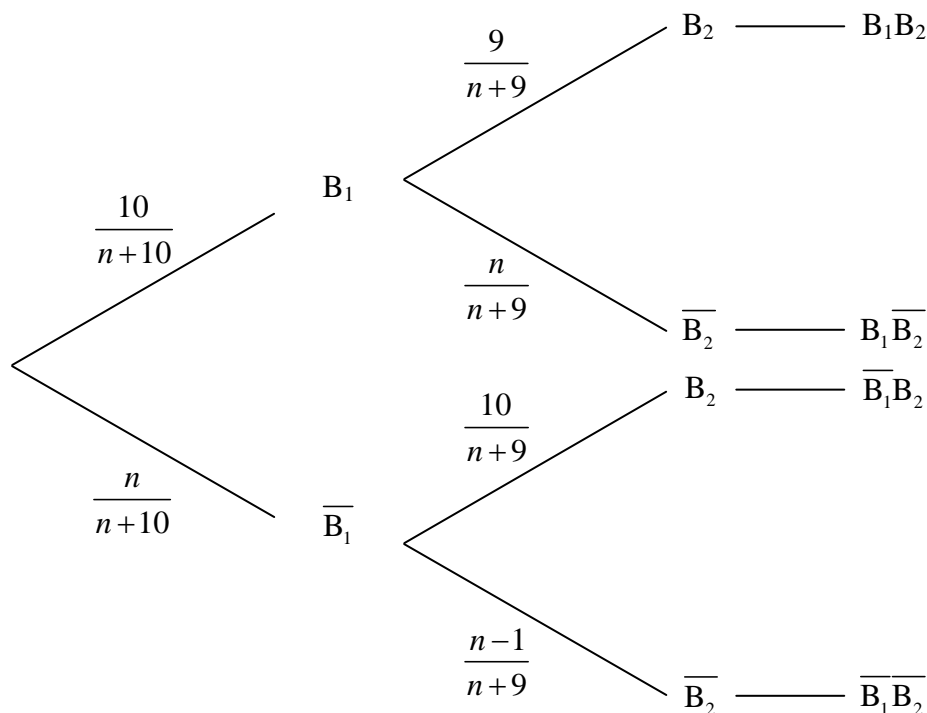 B₂ B₁B₂
9/(n+9)
B₁
10/(n+10)
n/(n+9)
B̅₂ B₁B̅₂
B₂ B̅₁B₂
10/(n+9)
n/(n+10)
B̅₁
(n−1)/(n+9)
B̅₂ B̅₁B̅₂